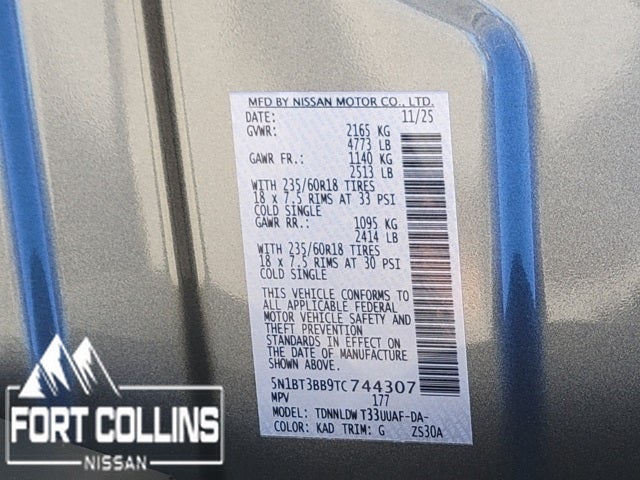 MFD BY NISSAN MOTOR CO., LTD.
DATE: 11/25
GVWR: 2165 KG
4773 LB
GAWR FR.: 1140 KG
2513 LB
WITH 235/60R18 TIRES
18 x 7.5 RIMS AT 33 PSI
COLD SINGLE
GAWR RR.: 1095 KG
2414 LB
WITH 235/60R18 TIRES
18 x 7.5 RIMS AT 30 PSI
COLD SINGLE
THIS VEHICLE CONFORMS TO
ALL APPLICABLE FEDERAL
MOTOR VEHICLE SAFETY AND
THEFT PREVENTION
STANDARDS IN EFFECT ON
THE DATE OF MANUFACTURE
SHOWN ABOVE.
5N1BT3BB9TC744307
MPV 177
MODEL: TDNNLDW T33UUAF-DA-
COLOR: KAD TRIM: G ZS30A
FORT COLLINS
NISSAN